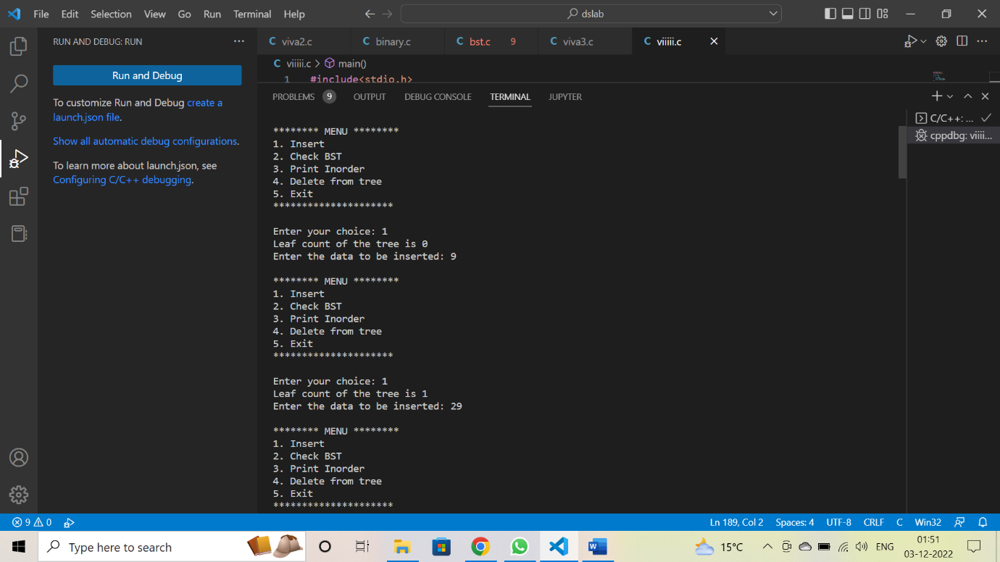 File Edit Selection View Go Run Terminal Help
dslab
RUN AND DEBUG: RUN
Run and Debug
To customize Run and Debug create a
launch.json file.
Show all automatic debug configurations.
To learn more about launch.json, see
Configuring C/C++ debugging.
C viva2.c C binary.c C bst.c 9 C viva3.c C viiiii.c
C viiiii.c > main()
1 #include<stdio.h>
PROBLEMS 9 OUTPUT DEBUG CONSOLE TERMINAL JUPYTER
C/C++: ...
cppdbg: viiii...
******** MENU ********
1. Insert
2. Check BST
3. Print Inorder
4. Delete from tree
5. Exit
*********************
Enter your choice: 1
Leaf count of the tree is 0
Enter the data to be inserted: 9
******** MENU ********
1. Insert
2. Check BST
3. Print Inorder
4. Delete from tree
5. Exit
*********************
Enter your choice: 1
Leaf count of the tree is 1
Enter the data to be inserted: 29
******** MENU ********
1. Insert
2. Check BST
3. Print Inorder
4. Delete from tree
5. Exit
*********************
9 0 Ln 189, Col 2 Spaces: 4 UTF-8 CRLF C Win32
Type here to search 15°C ENG 01:51
03-12-2022